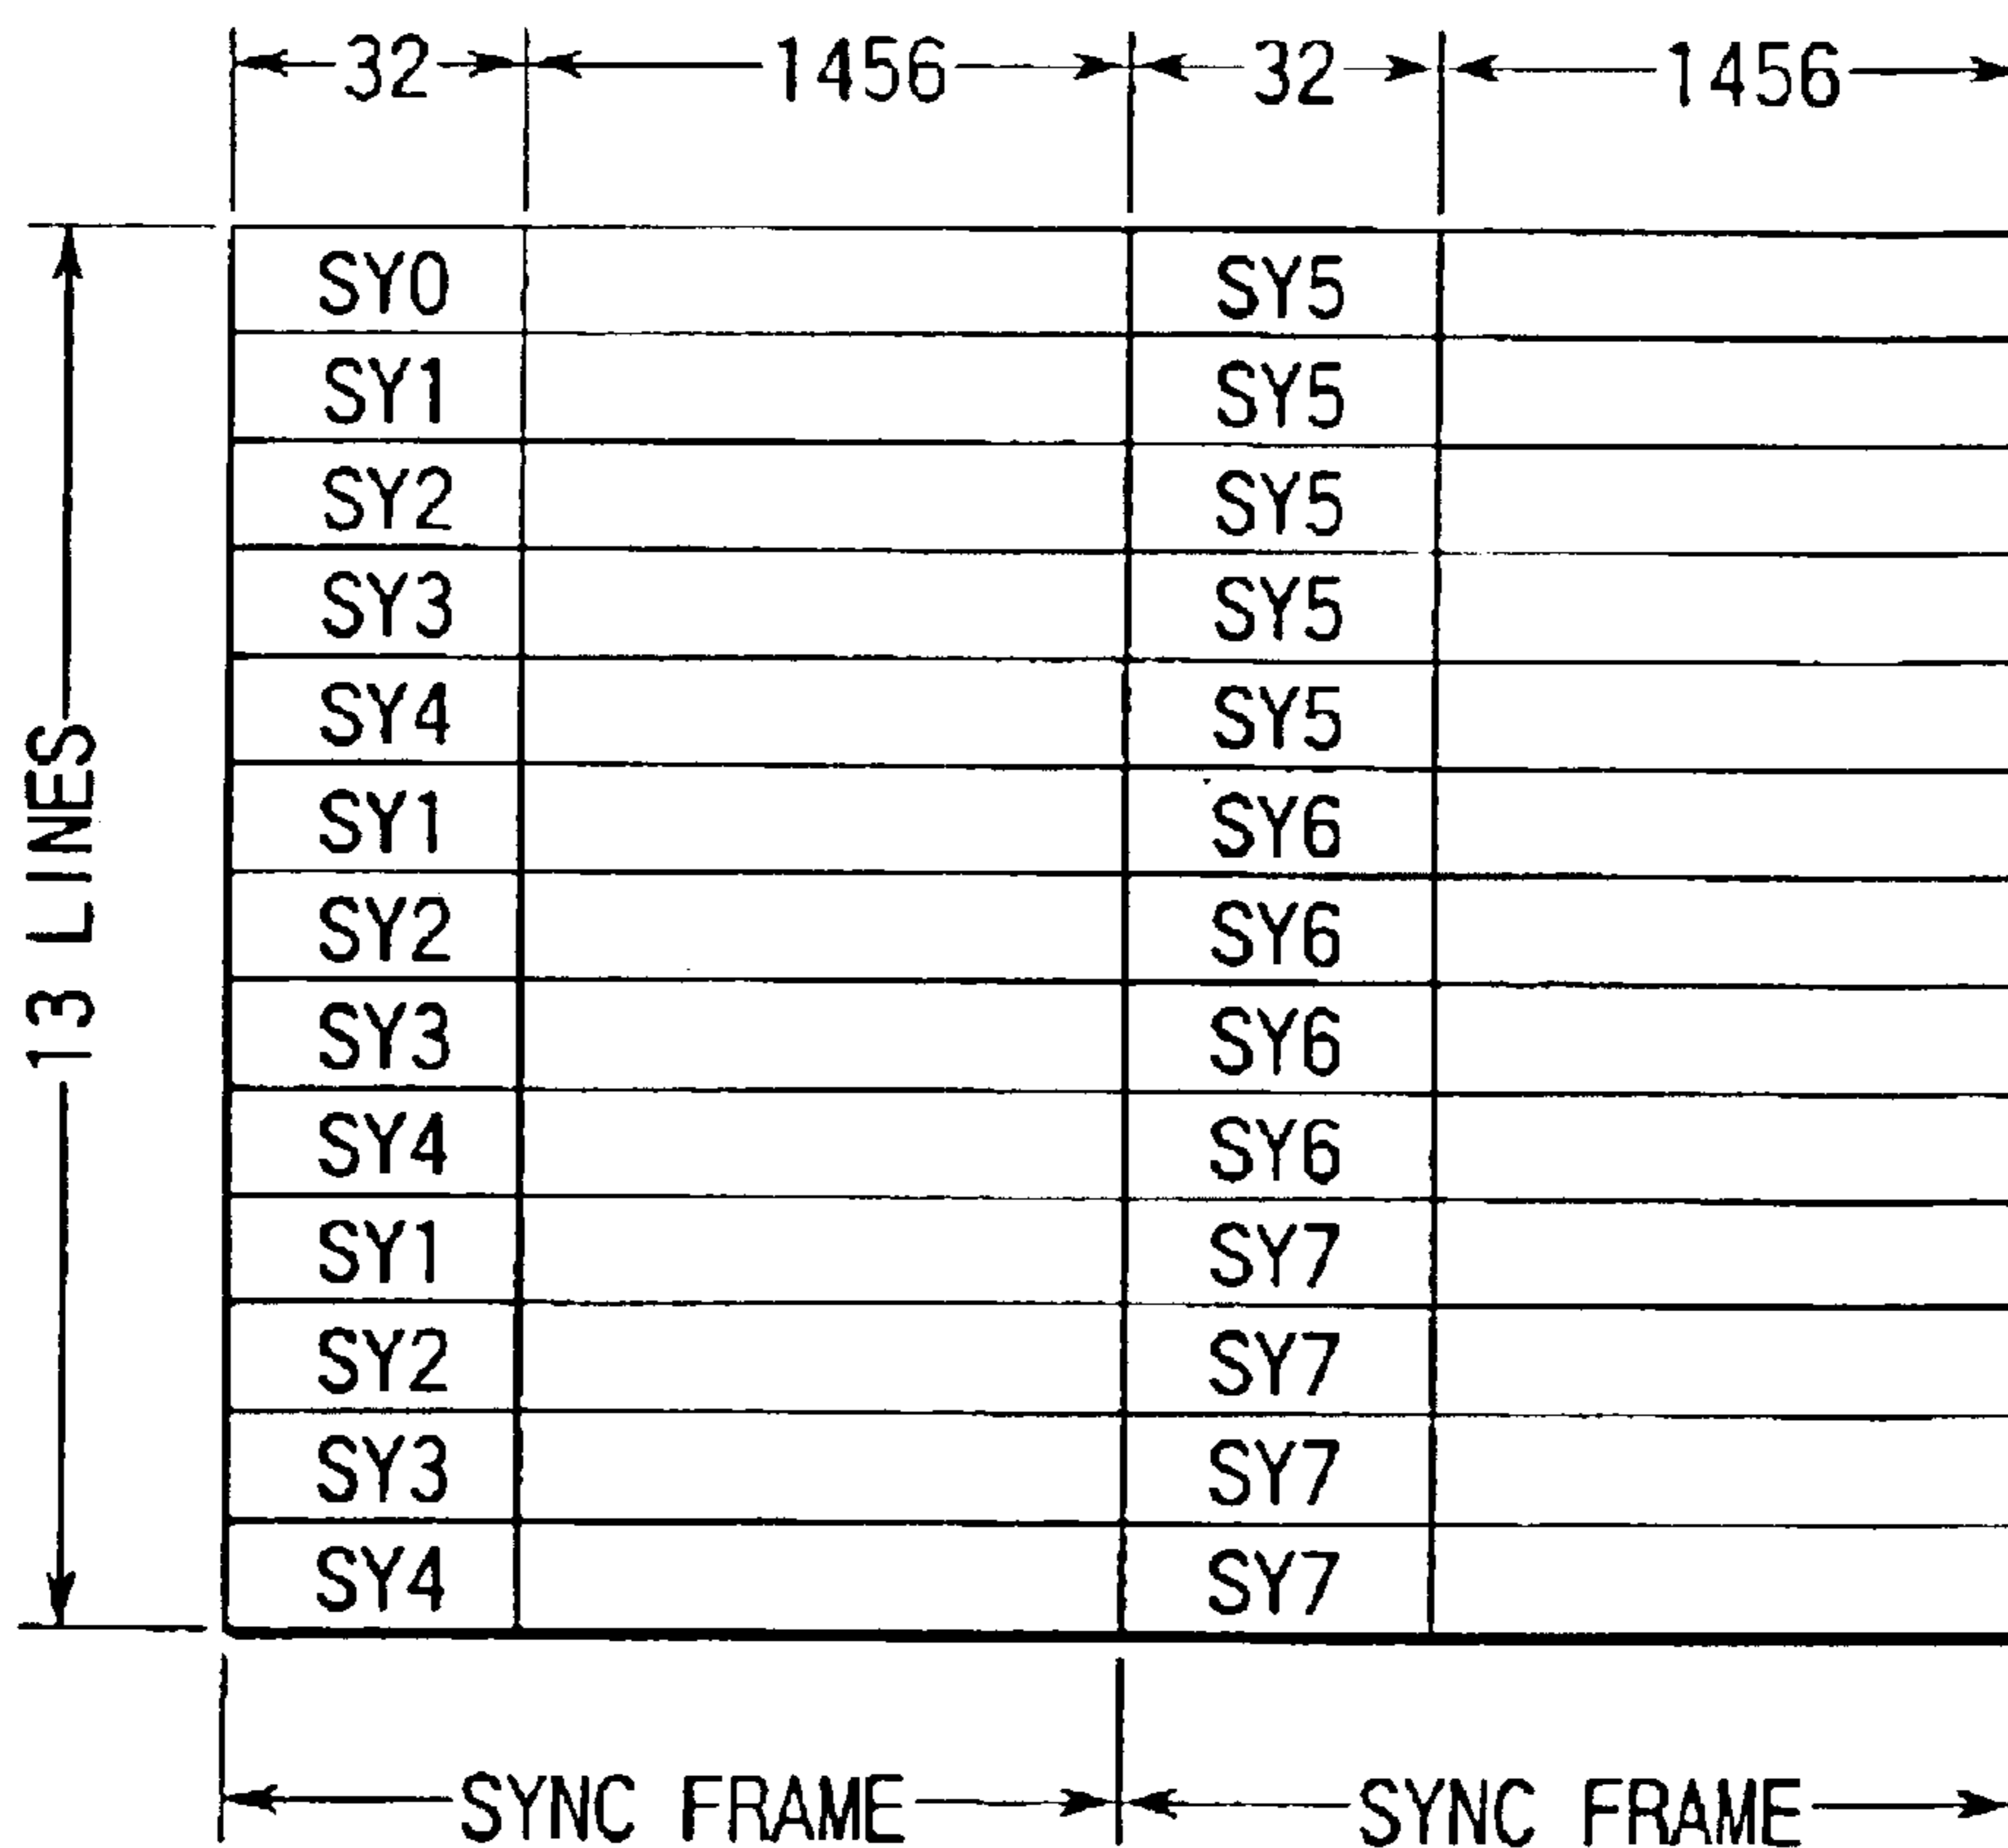 32 1456 32 1456
SY0 SY5
SY1 SY5
SY2 SY5
SY3 SY5
SY4 SY5
SY1 SY6
SY2 SY6
SY3 SY6
SY4 SY6
SY1 SY7
SY2 SY7
SY3 SY7
SY4 SY7
13 LINES
SYNC FRAME SYNC FRAME